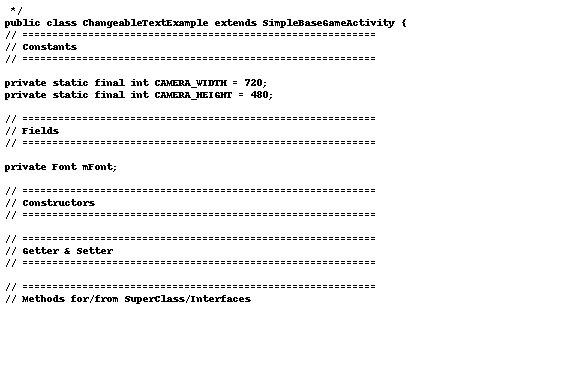 */
public class ChangeableTextExample extends SimpleBaseGameActivity {
// ===========================================================
// Constants
// ===========================================================
private static final int CAMERA_WIDTH = 720;
private static final int CAMERA_HEIGHT = 480;
// ===========================================================
// Fields
// ===========================================================
private Font mFont;
// ===========================================================
// Constructors
// ===========================================================
// ===========================================================
// Getter & Setter
// ===========================================================
// ===========================================================
// Methods for/from SuperClass/Interfaces